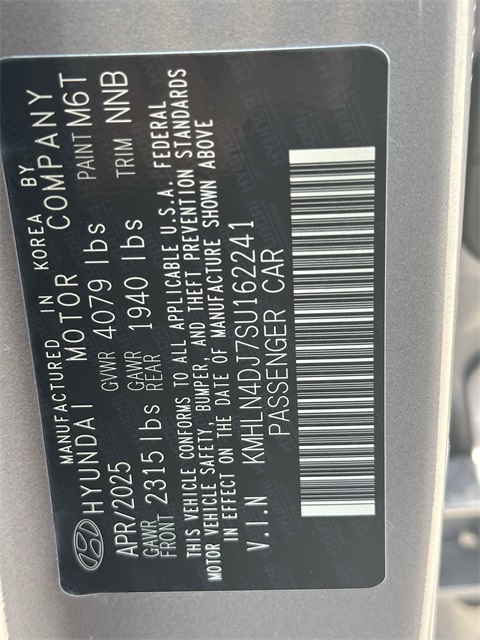 MANUFACTURED IN KOREA BY
HYUNDAI MOTOR COMPANY
APR/2025 GVWR 4079 lbs PAINT M6T
GAWR FRONT 2315 lbs GAWR REAR 1940 lbs TRIM NNB
THIS VEHICLE CONFORMS TO ALL APPLICABLE U.S.A. FEDERAL
MOTOR VEHICLE SAFETY, BUMPER, AND THEFT PREVENTION STANDARDS
IN EFFECT ON THE DATE OF MANUFACTURE SHOWN ABOVE
V.I.N KMHLN4DJ7SU162241
PASSENGER CAR